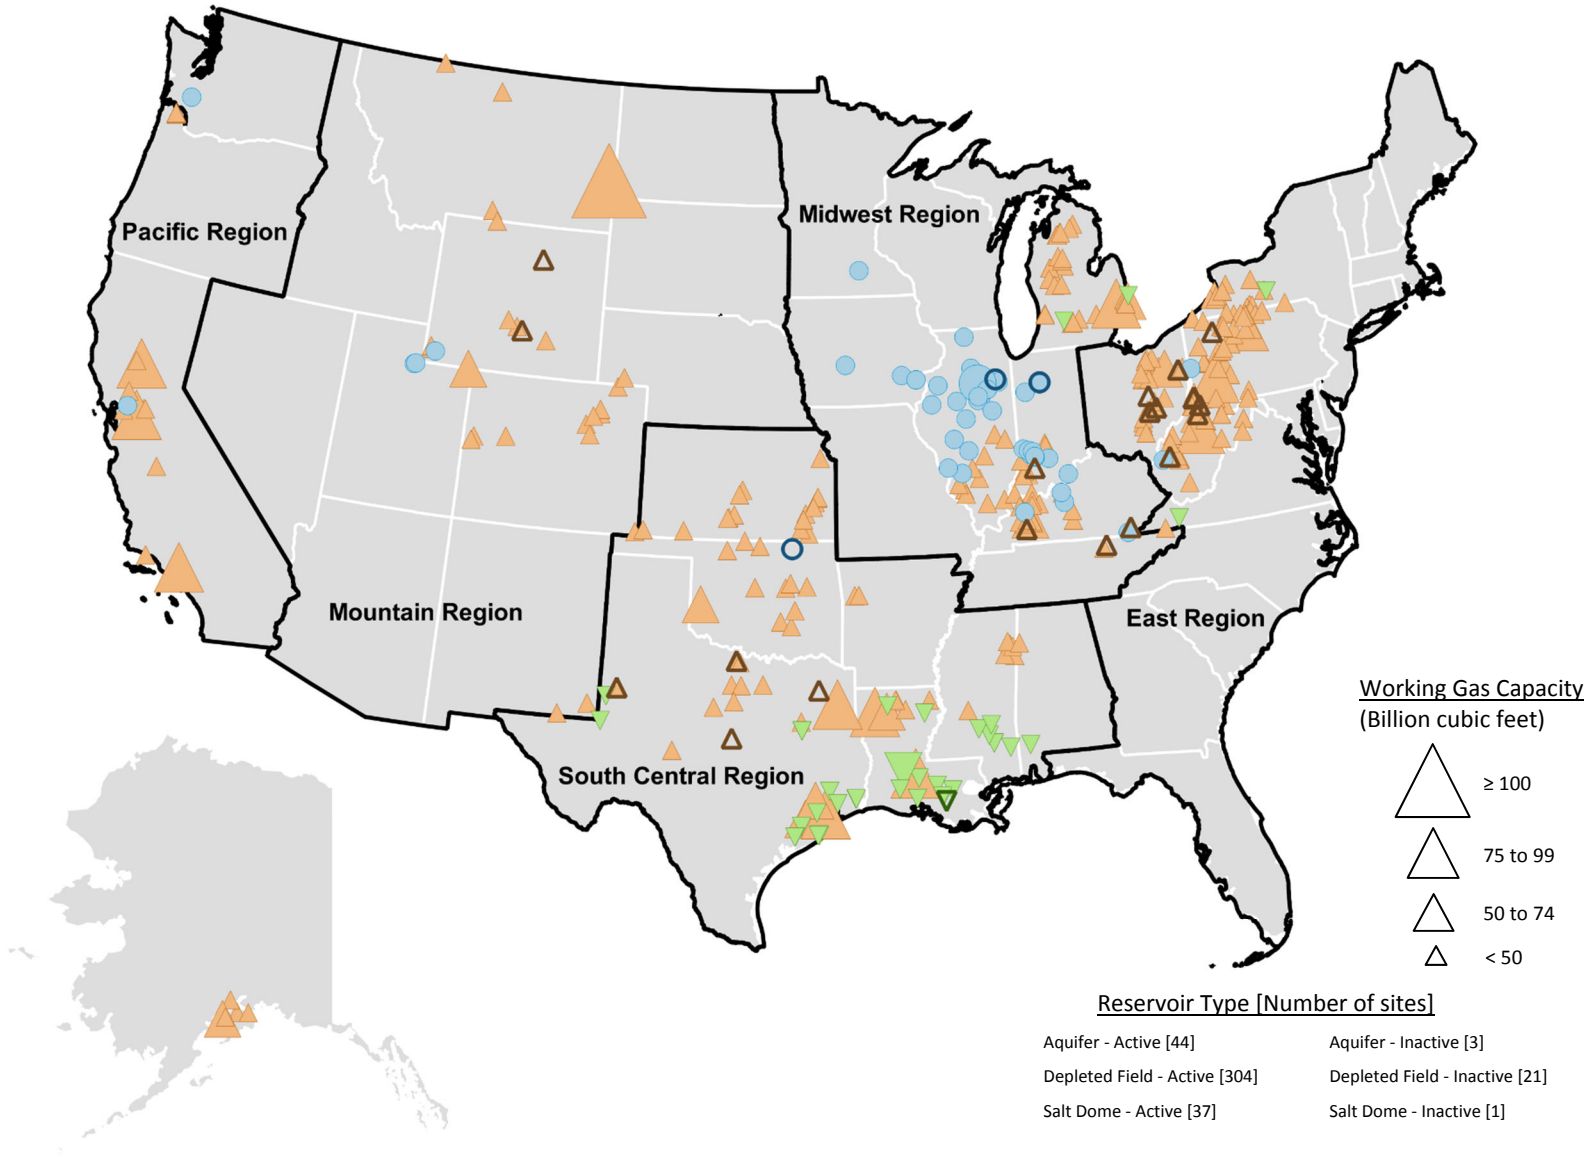 Pacific Region
Midwest Region
Mountain Region
East Region
South Central Region
Working Gas Capacity
(Billion cubic feet)
≥ 100
75 to 99
50 to 74
< 50
Reservoir Type [Number of sites]
Aquifer - Active [44]
Aquifer - Inactive [3]
Depleted Field - Active [304]
Depleted Field - Inactive [21]
Salt Dome - Active [37]
Salt Dome - Inactive [1]